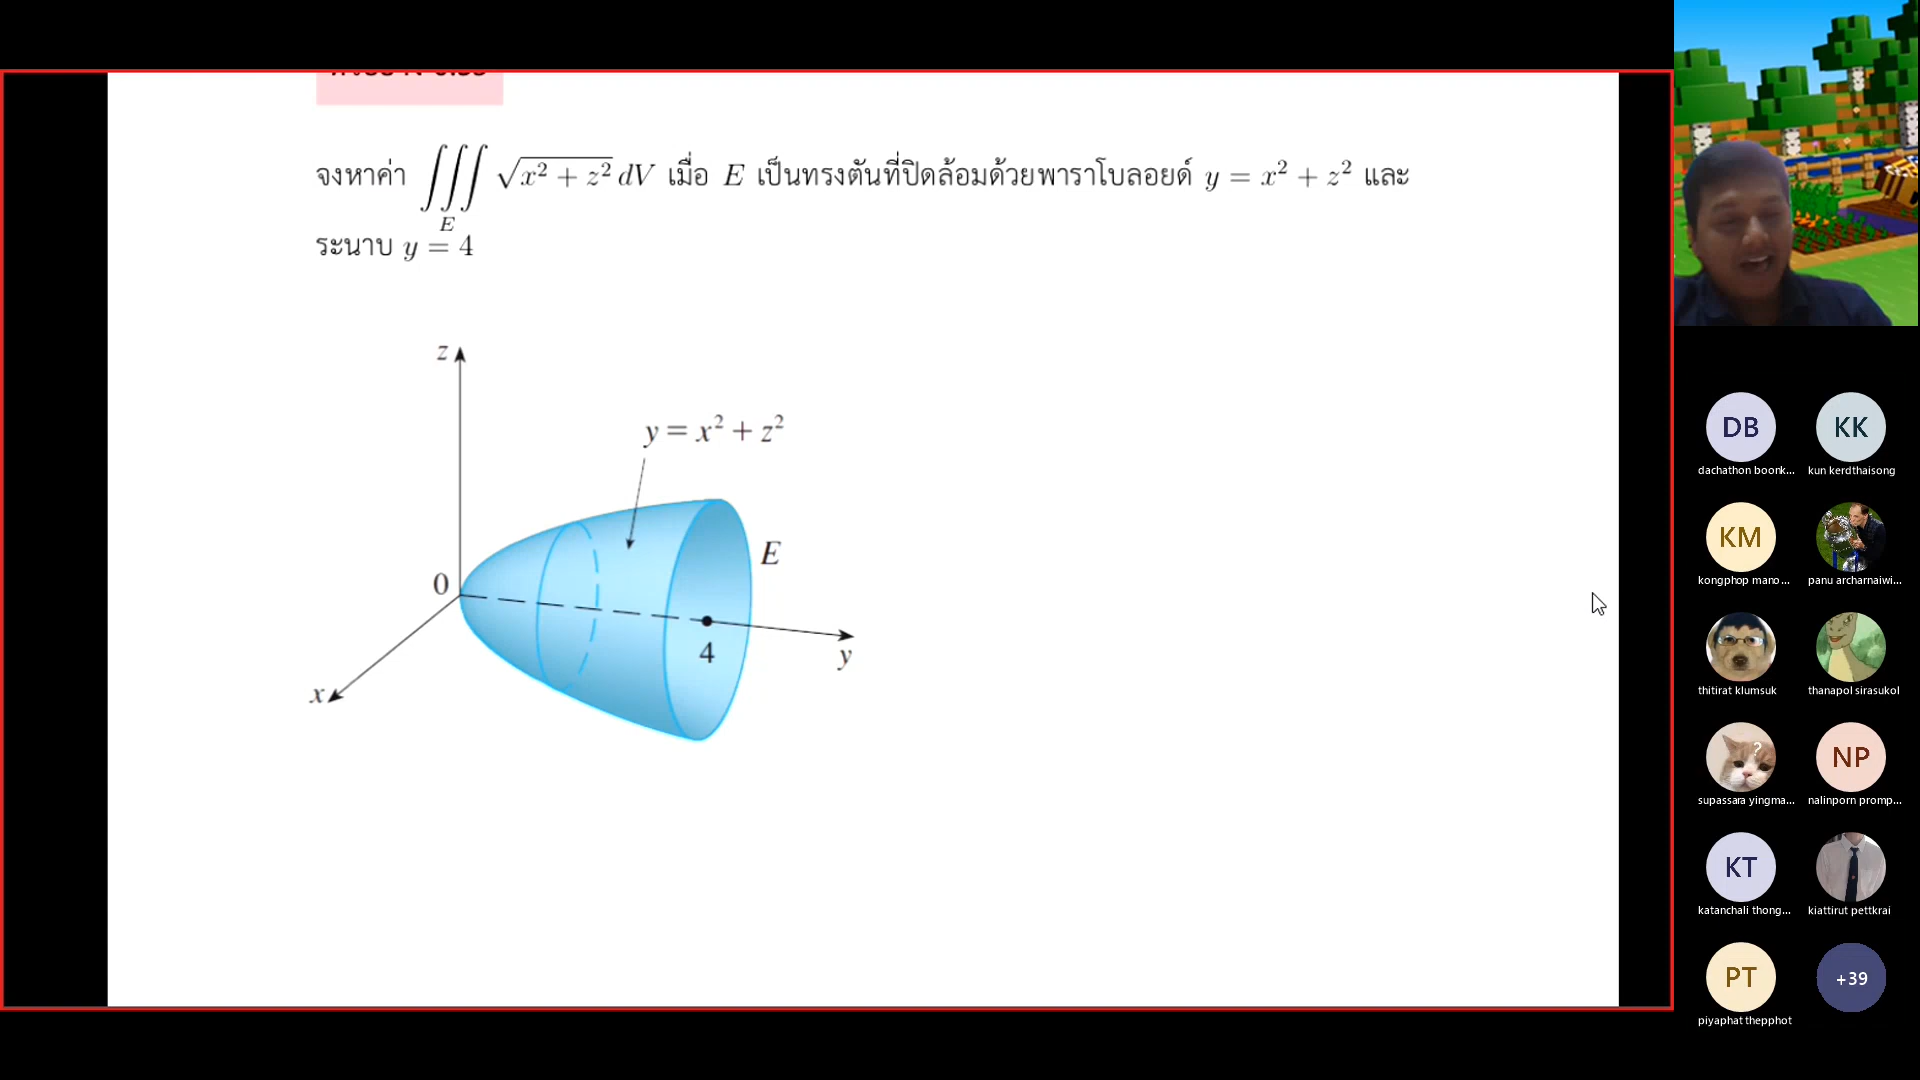 จงหาค่า ∭_E √(x² + z²) dV เมื่อ E เป็นทรงตันที่ปิดล้อมด้วยพาราโบลอยด์ y = x² + z² และ
ระนาบ y = 4
z
y = x² + z²
E
0
4
y
x
DB
KK
dachathon boonk...
kun kerdthaisong
KM
kongphop mano...
panu archarnaiwi...
thitirat klumsuk
thanapol sirasukol
?
NP
supassara yingma...
nalinporn promp...
KT
katanchali thong...
kiattirut pettkrai
PT
+39
piyaphat thepphot